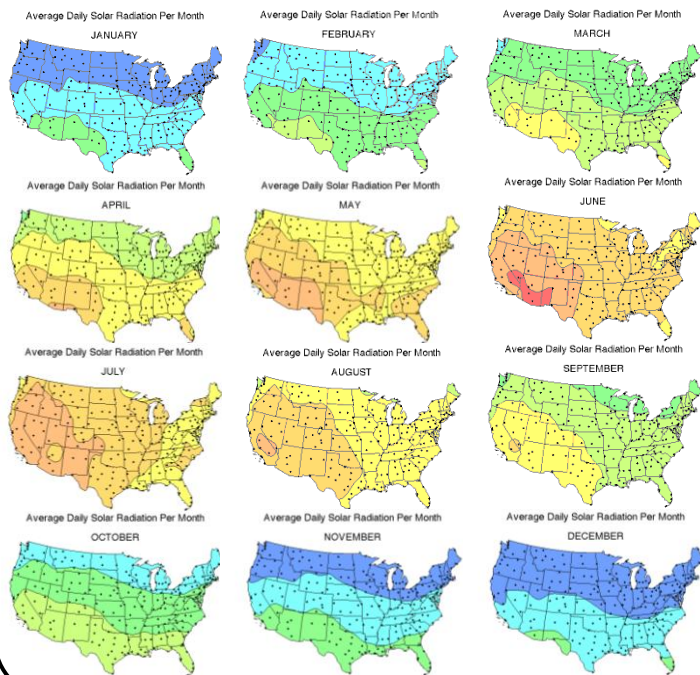 Average Daily Solar Radiation Per Month
JANUARY
Average Daily Solar Radiation Per Month
FEBRUARY
Average Daily Solar Radiation Per Month
MARCH
Average Daily Solar Radiation Per Month
APRIL
Average Daily Solar Radiation Per Month
MAY
Average Daily Solar Radiation Per Month
JUNE
Average Daily Solar Radiation Per Month
JULY
Average Daily Solar Radiation Per Month
AUGUST
Average Daily Solar Radiation Per Month
SEPTEMBER
Average Daily Solar Radiation Per Month
OCTOBER
Average Daily Solar Radiation Per Month
NOVEMBER
Average Daily Solar Radiation Per Month
DECEMBER